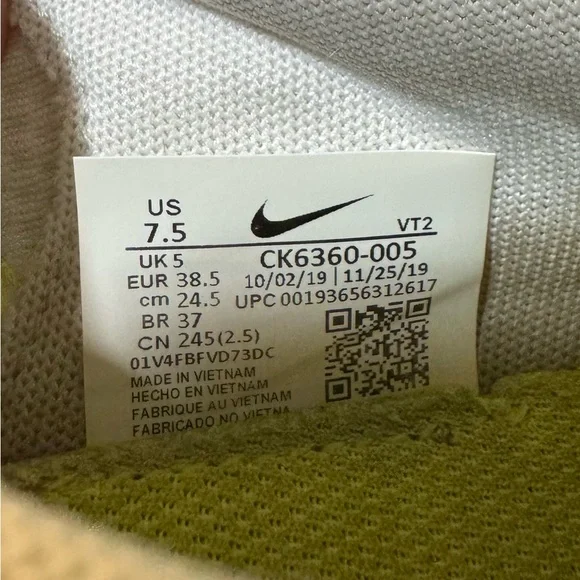 US
7.5
VT2
UK 5
CK6360-005
EUR 38.5
10/02/19 | 11/25/19
cm 24.5
UPC 00193656312617
BR 37
CN 245(2.5)
01V4FBFVD73DC
MADE IN VIETNAM
HECHO EN VIETNAM
FABRIQUE AU VIETNAM
FABRICADO NO VIETNA